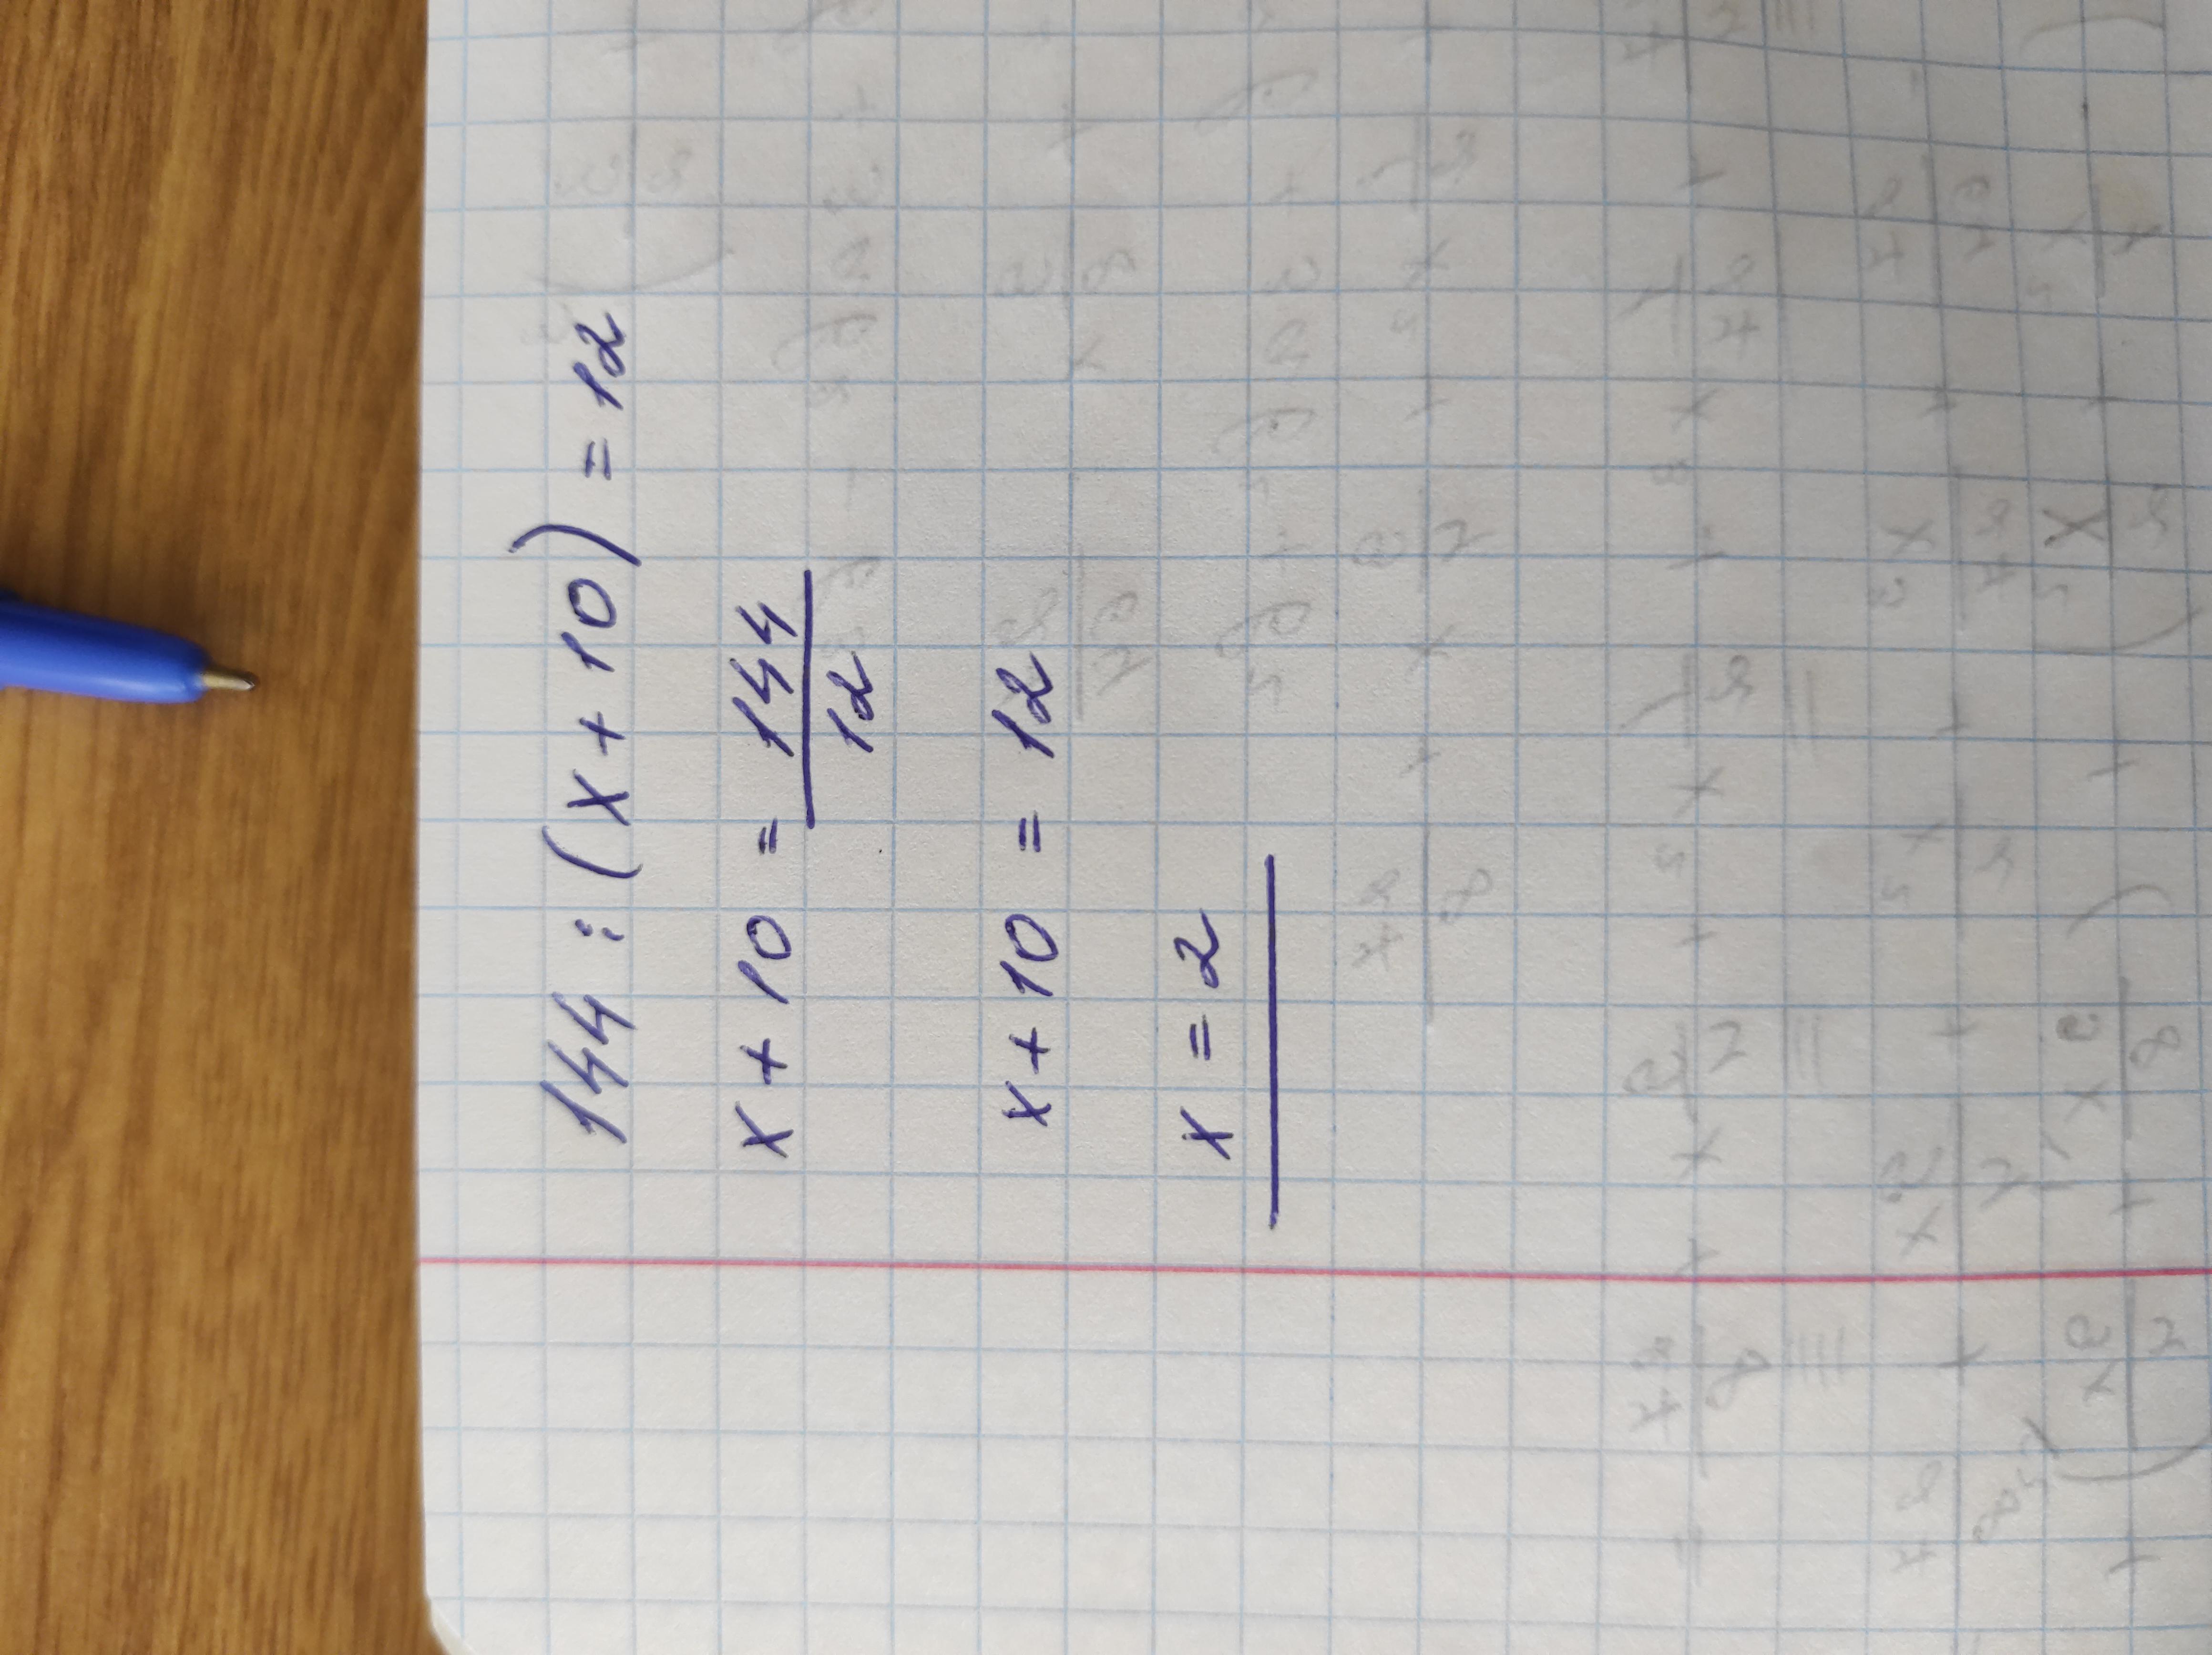 144 : (x + 10) = 12
x + 10 = 144/12
x + 10 = 12
x = 2